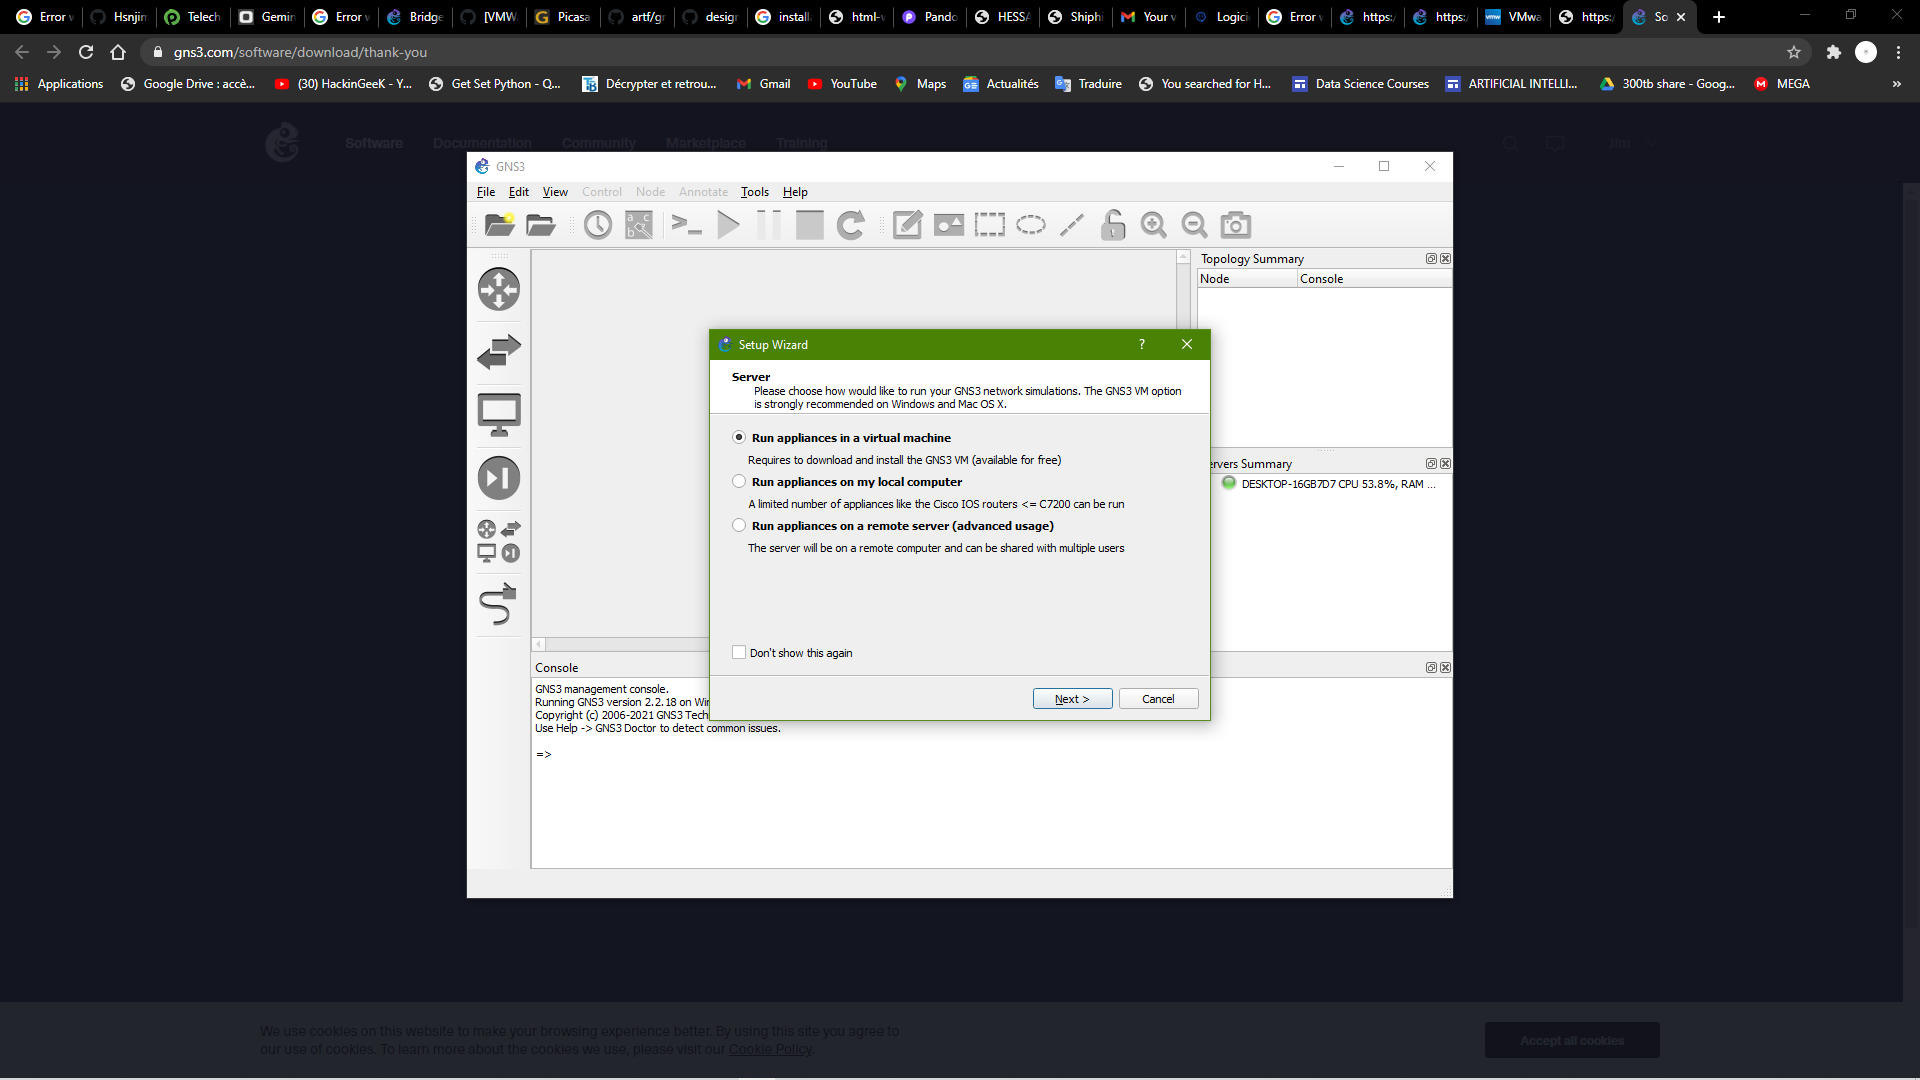 Error v
Hsnjim
Telech
Gemin
Error v
Bridge
[VMW
Picasa
artf/gr
design
installa
html-v
Pando
HESSA
Shiphi
Your v
Logici
Error v
https:/
https:/
VMwa
https:/
So
gns3.com/software/download/thank-you
Applications
Google Drive : accè...
(30) HackinGeeK - Y...
Get Set Python - Q...
Décrypter et retrou...
Gmail
YouTube
Maps
Actualités
Traduire
You searched for H...
Data Science Courses
ARTIFICIAL INTELLI...
300tb share - Goog...
MEGA
»
Software
Documentation
Community
Marketplace
Training
Jim
GNS3
File Edit View Control Node Annotate Tools Help
Topology Summary
Node Console
Setup Wizard
?
Server
Please choose how would like to run your GNS3 network simulations. The GNS3 VM option
is strongly recommended on Windows and Mac OS X.
Run appliances in a virtual machine
Requires to download and install the GNS3 VM (available for free)
Run appliances on my local computer
A limited number of appliances like the Cisco IOS routers <= C7200 can be run
Run appliances on a remote server (advanced usage)
The server will be on a remote computer and can be shared with multiple users
Don't show this again
Next >
Cancel
ervers Summary
DESKTOP-16GB7D7 CPU 53.8%, RAM ...
Console
GNS3 management console.
Running GNS3 version 2.2.18 on Wi
Copyright (c) 2006-2021 GNS3 Tech
Use Help -> GNS3 Doctor to detect common issues.
=>
We use cookies on this website to make your browsing experience better. By using this site you agree to
our use of cookies. To learn more about the cookies we use, please visit our Cookie Policy.
Accept all cookies